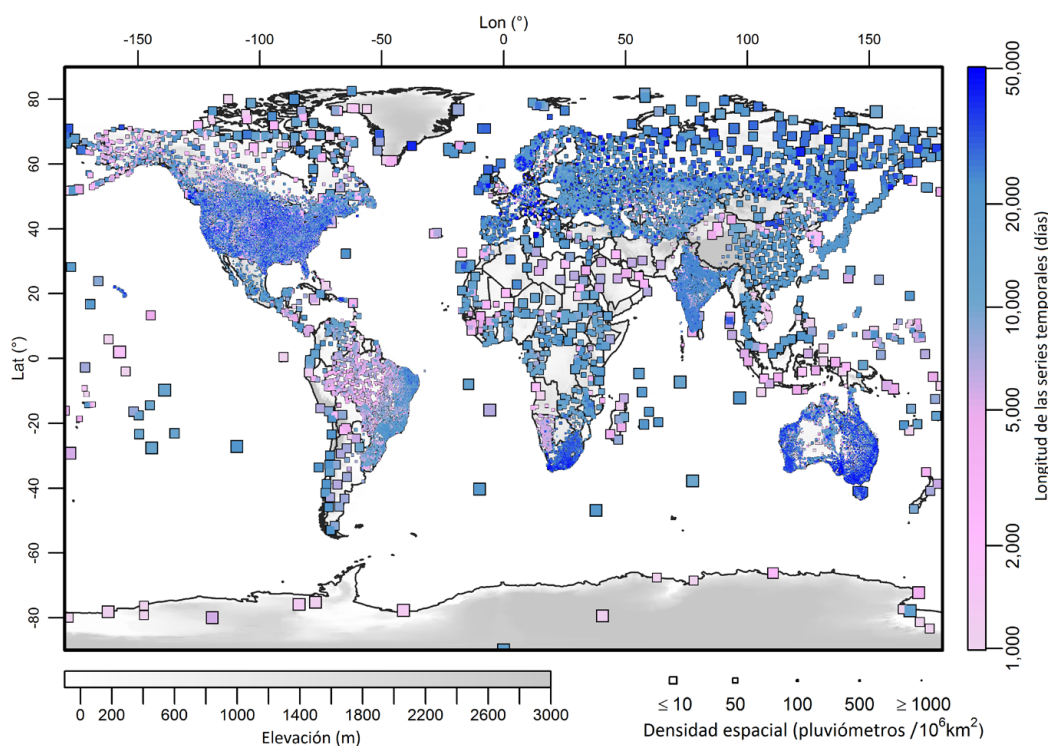 Lon (°)
-150 -100 -50 0 50 100 150
80
60
40
20
0
-20
-40
-60
-80
Lat (°)
50,000
20,000
10,000
5,000
2,000
1,000
Longitud de las series temporales (días)
0 200 600 1000 1400 1800 2200 2600 3000
Elevación (m)
≤ 10 50 100 500 ≥ 1000
Densidad espacial (pluviómetros /10⁶km²)